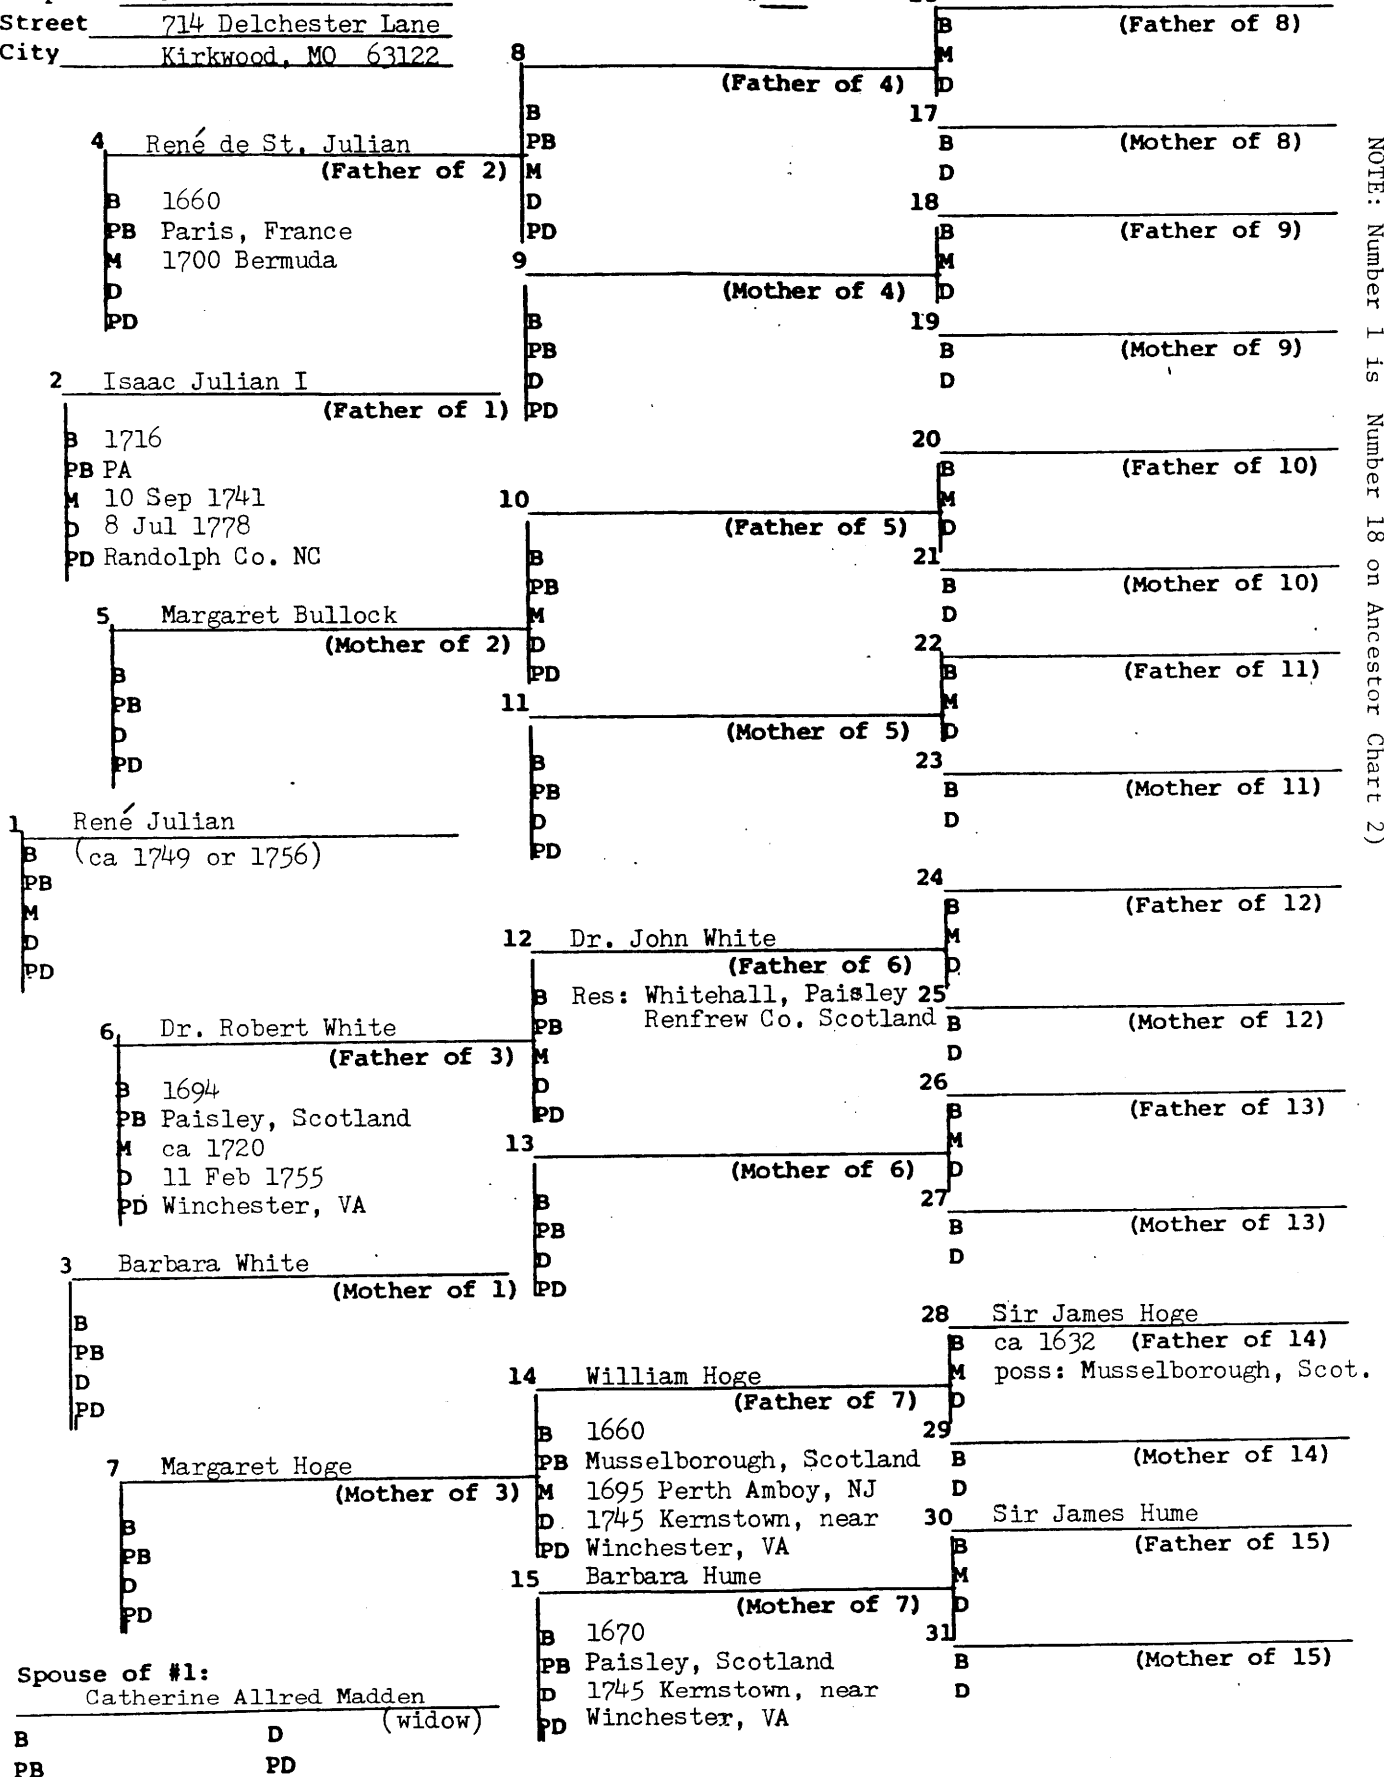 Street 714 Delchester Lane
City Kirkwood, MO 63122
4 René de St. Julian
(Father of 2)
B 1660
PB Paris, France
M 1700 Bermuda
D
PD
2 Isaac Julian I
(Father of 1)
B 1716
PB PA
M 10 Sep 1741
D 8 Jul 1778
PD Randolph Co. NC
5 Margaret Bullock
(Mother of 2)
B
PB
D
PD
1 René Julian
B (ca 1749 or 1756)
PB
M
D
PD
6 Dr. Robert White
(Father of 3)
B 1694
PB Paisley, Scotland
M ca 1720
D 11 Feb 1755
PD Winchester, VA
3 Barbara White
(Mother of 1)
B
PB
D
PD
7 Margaret Hoge
(Mother of 3)
B
PB
D
PD
Spouse of #1:
Catherine Allred Madden
(widow)
B D
PB PD
8
(Father of 4)
B
PB
M
D
PD
9
(Mother of 4)
B
PB
D
PD
10
(Father of 5)
B
PB
M
D
PD
11
(Mother of 5)
B
PB
D
PD
12 Dr. John White
(Father of 6)
B Res: Whitehall, Paisley
PB Renfrew Co. Scotland
M
D
PD
13
(Mother of 6)
B
PB
D
PD
14 William Hoge
(Father of 7)
B 1660
PB Musselborough, Scotland
M 1695 Perth Amboy, NJ
D 1745 Kernstown, near
PD Winchester, VA
15 Barbara Hume
(Mother of 7)
B 1670
PB Paisley, Scotland
D 1745 Kernstown, near
PD Winchester, VA
B (Father of 8)
M
D
17
B (Mother of 8)
D
18
B (Father of 9)
M
D
19
B (Mother of 9)
D
20
B (Father of 10)
M
D
21
B (Mother of 10)
D
22
B (Father of 11)
M
D
23
B (Mother of 11)
D
24
B (Father of 12)
M
D
25
B (Mother of 12)
D
26
B (Father of 13)
M
D
27
B (Mother of 13)
D
28 Sir James Hoge
B ca 1632 (Father of 14)
M poss: Musselborough, Scot.
D
29
B (Mother of 14)
D
30 Sir James Hume
B (Father of 15)
M
D
31
B (Mother of 15)
D
NOTE: Number 1 is Number 18 on Ancestor Chart 2)